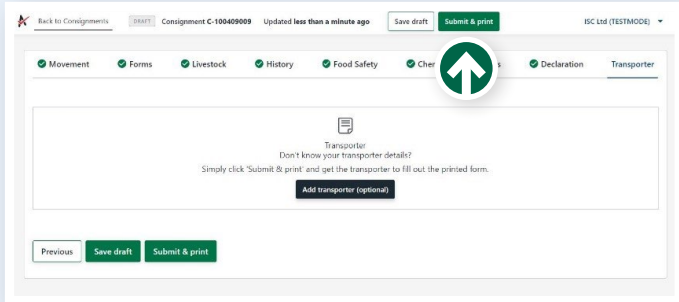 Back to Consignments DRAFT Consignment C-100409009 Updated less than a minute ago Save draft Submit & print ISC Ltd (TESTMODE)
Movement Forms Livestock History Food Safety Declaration Transporter
Transporter
Don't know your transporter details?
Simply click 'Submit & print' and get the transporter to fill out the printed form.
Add transporter (optional)
Previous Save draft Submit & print